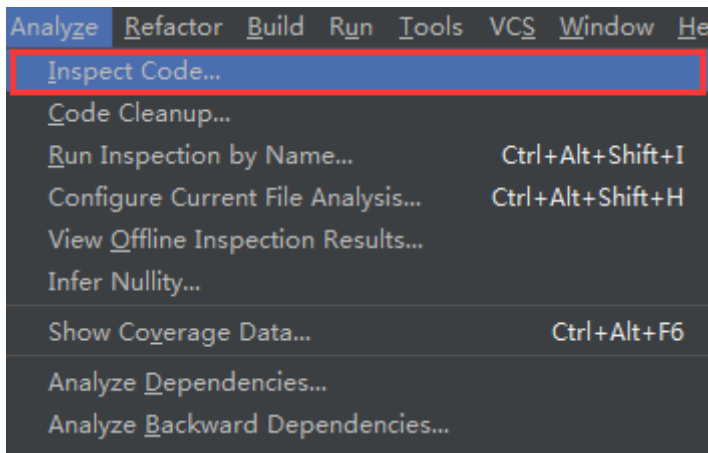 Analyze Refactor Build Run Tools VCS Window He
Inspect Code...
Code Cleanup...
Run Inspection by Name... Ctrl+Alt+Shift+I
Configure Current File Analysis... Ctrl+Alt+Shift+H
View Offline Inspection Results...
Infer Nullity...
Show Coverage Data... Ctrl+Alt+F6
Analyze Dependencies...
Analyze Backward Dependencies...